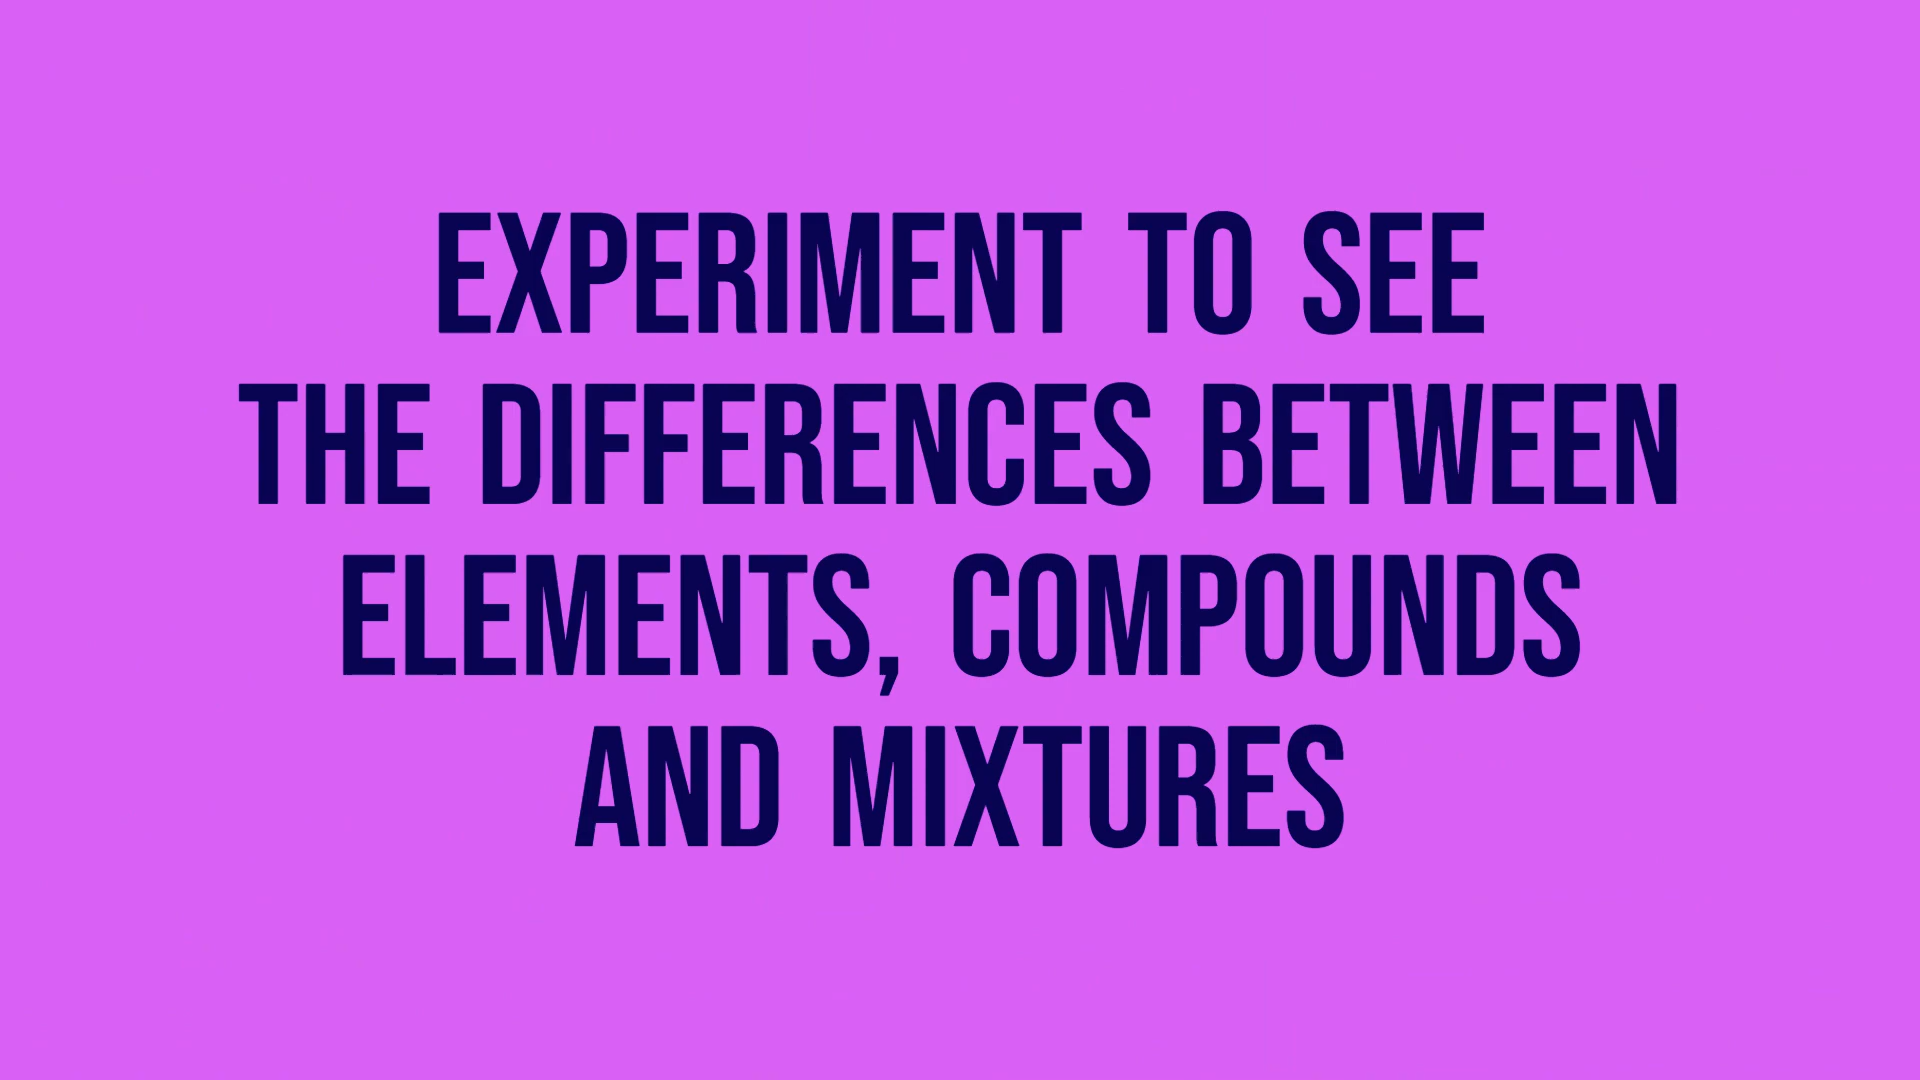 EXPERIMENT TO SEE
THE DIFFERENCES BETWEEN
ELEMENTS, COMPOUNDS
AND MIXTURES